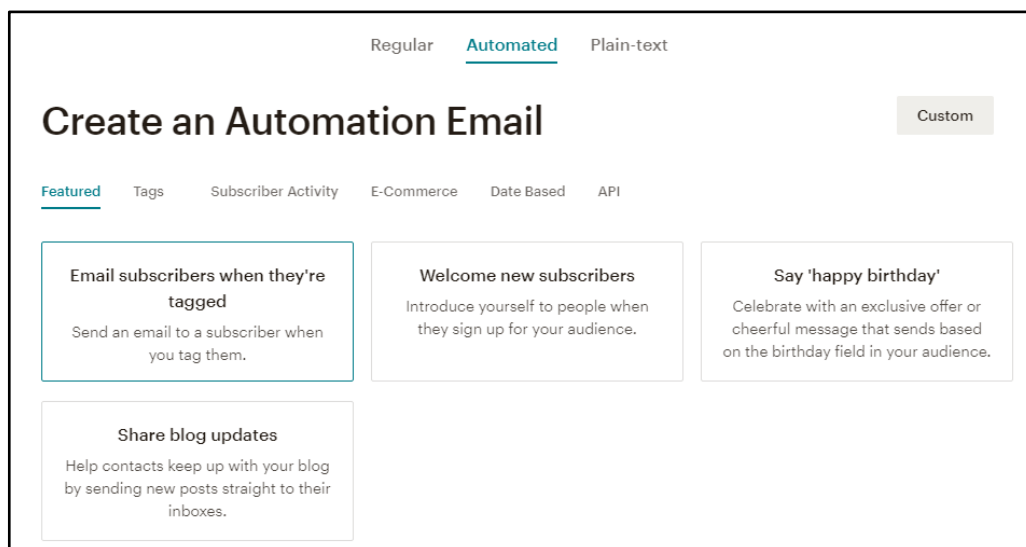 Regular Automated Plain-text
Create an Automation Email
Custom
Featured Tags Subscriber Activity E-Commerce Date Based API
Email subscribers when they're
tagged
Send an email to a subscriber when
you tag them.
Welcome new subscribers
Introduce yourself to people when
they sign up for your audience.
Say 'happy birthday'
Celebrate with an exclusive offer or
cheerful message that sends based
on the birthday field in your audience.
Share blog updates
Help contacts keep up with your blog
by sending new posts straight to their
inboxes.